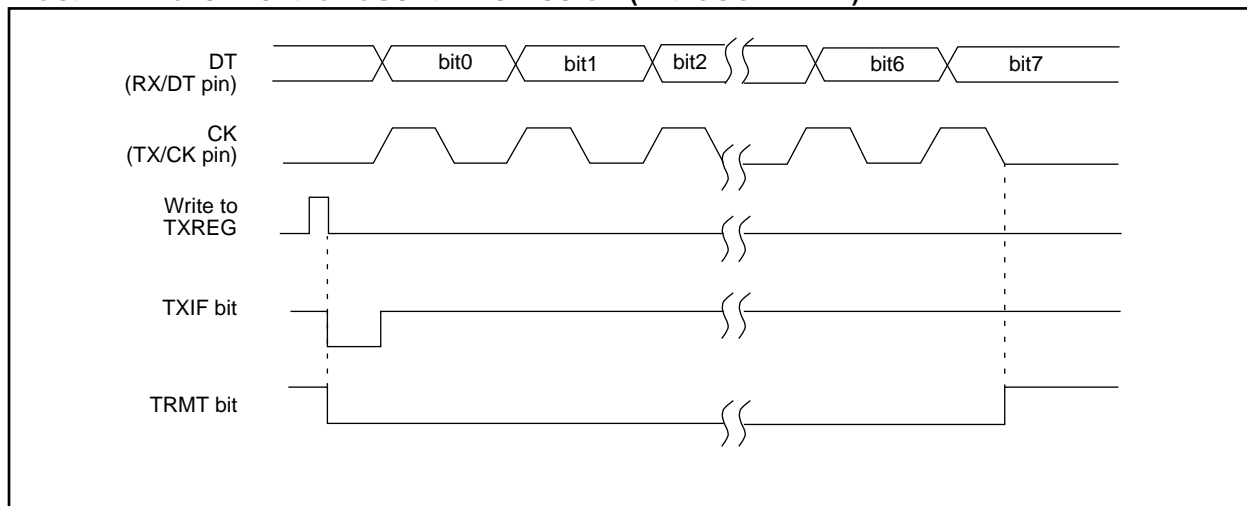 DT bit0 bit1 bit2 bit6 bit7
(RX/DT pin)
CK
(TX/CK pin)
Write to
TXREG
TXIF bit
TRMT bit